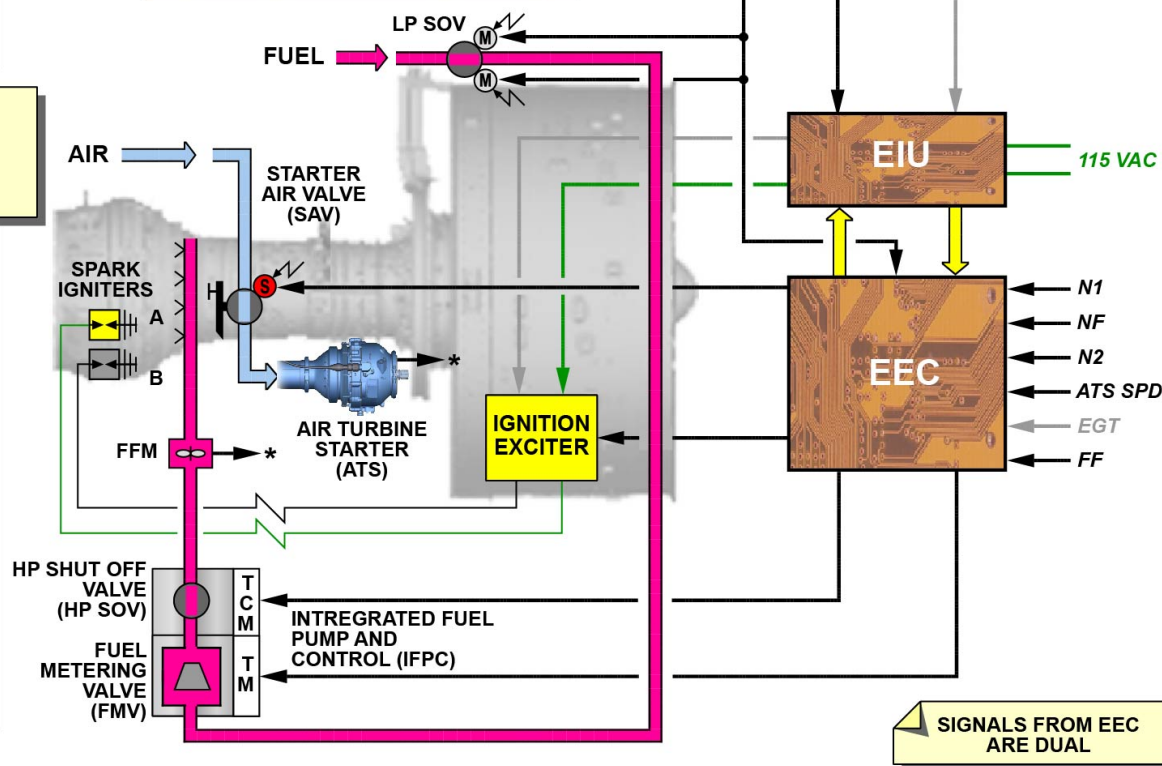 LP SOV
M
FUEL
M
EIU
115 VAC
AIR
STARTER
AIR VALVE
(SAV)
SPARK
IGNITERS
A
B
S
N1
NF
N2
ATS SPD
EGT
FF
EEC
*
AIR TURBINE
STARTER
(ATS)
IGNITION
EXCITER
FFM
*
HP SHUT OFF
VALVE
(HP SOV)
T
C
M
INTREGRATED FUEL
PUMP AND
CONTROL (IFPC)
FUEL
METERING
VALVE
(FMV)
T
M
SIGNALS FROM EEC
ARE DUAL